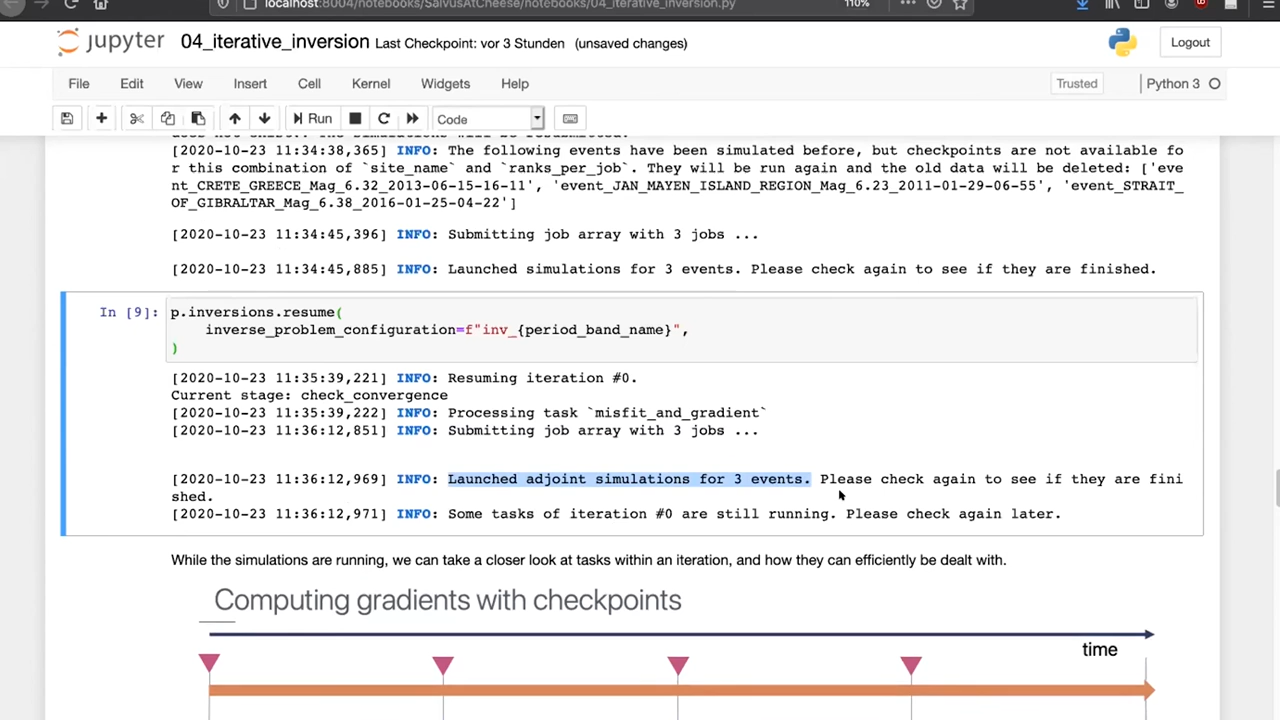 localhost:8004/notebooks/SalvusAtCheese/notebooks/04_iterative_inversion.py
110%
jupyter 04_iterative_inversion Last Checkpoint: vor 3 Stunden (unsaved changes)
Logout
File Edit View Insert Cell Kernel Widgets Help
Trusted
Python 3
Run
Code
does not exist.. The simulations will be resubmitted.
[2020-10-23 11:34:38,365] INFO: The following events have been simulated before, but checkpoints are not available fo
r this combination of `site_name` and `ranks_per_job`. They will be run again and the old data will be deleted: ['eve
nt_CRETE_GREECE_Mag_6.32_2013-06-15-16-11', 'event_JAN_MAYEN_ISLAND_REGION_Mag_6.23_2011-01-29-06-55', 'event_STRAIT_
OF_GIBRALTAR_Mag_6.38_2016-01-25-04-22']
[2020-10-23 11:34:45,396] INFO: Submitting job array with 3 jobs ...
[2020-10-23 11:34:45,885] INFO: Launched simulations for 3 events. Please check again to see if they are finished.
In [9]: p.inversions.resume(
inverse_problem_configuration=f"inv_{period_band_name}",
)
[2020-10-23 11:35:39,221] INFO: Resuming iteration #0.
Current stage: check_convergence
[2020-10-23 11:35:39,222] INFO: Processing task `misfit_and_gradient`
[2020-10-23 11:36:12,851] INFO: Submitting job array with 3 jobs ...
[2020-10-23 11:36:12,969] INFO: Launched adjoint simulations for 3 events. Please check again to see if they are fini
shed.
[2020-10-23 11:36:12,971] INFO: Some tasks of iteration #0 are still running. Please check again later.
While the simulations are running, we can take a closer look at tasks within an iteration, and how they can efficiently be dealt with.
Computing gradients with checkpoints
time